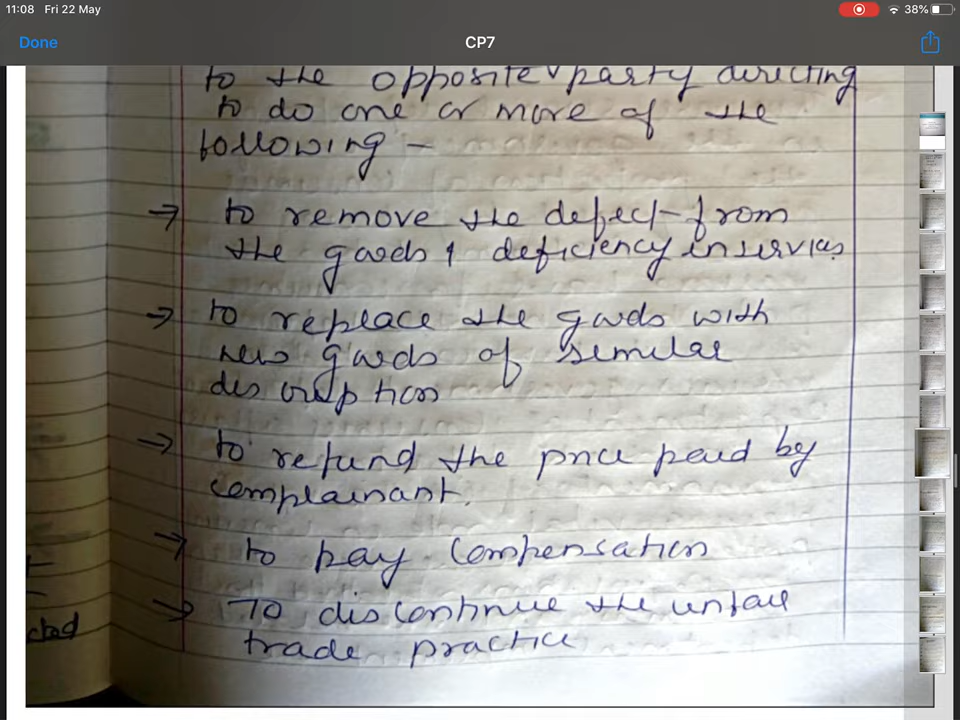 11:08 Fri 22 May
38%
Done
CP7
to the opposite party directing
to do one or more of the
following –
→ to remove the defect from
the goods & deficiency in services
→ to replace the goods with
new goods of similar
description
→ to refund the price paid by
complainant.
→ to pay compensation
→ To discontinue the unfair
trade practice
cted